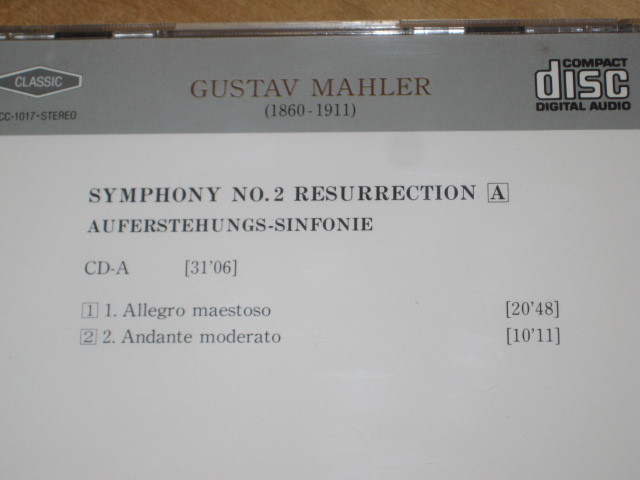 CLASSIC
CC-1017•STEREO
GUSTAV MAHLER
(1860-1911)
COMPACT
disc
DIGITAL AUDIO
SYMPHONY NO.2 RESURRECTION A
AUFERSTEHUNGS-SINFONIE
CD-A [31'06]
1 1. Allegro maestoso [20'48]
2 2. Andante moderato [10'11]